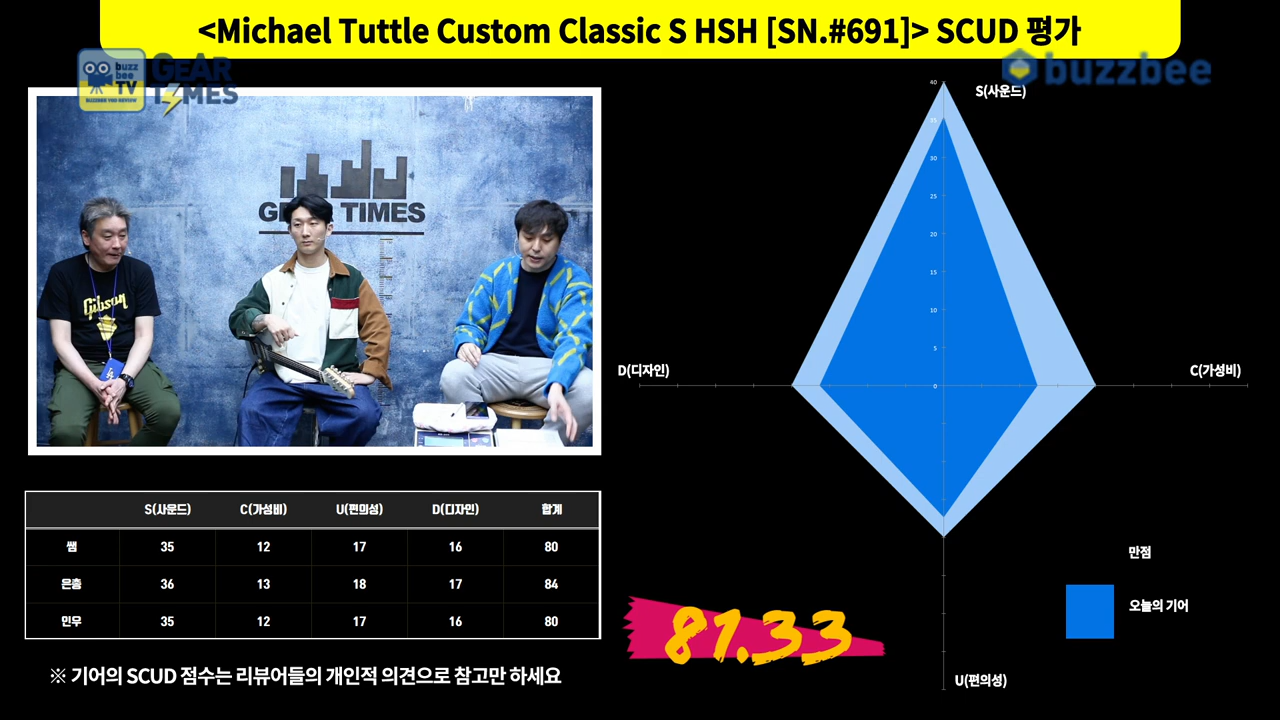 <Michael Tuttle Custom Classic S HSH [SN.#691]> SCUD 평가
buzz
bee
TV
BUZZBEE YHG REVIEW
GEAR
TIMES
buzzbee
GEAR TIMES
Gibson
S(사운드)
40
35
30
25
20
15
10
5
0
D(디자인)
C(가성비)
U(편의성)
만점
오늘의 기어
S(사운드) C(가성비) U(편의성) D(디자인) 합계
쌤 35 12 17 16 80
은총 36 13 18 17 84
민우 35 12 17 16 80
81.33
※ 기어의 SCUD 점수는 리뷰어들의 개인적 의견으로 참고만 하세요